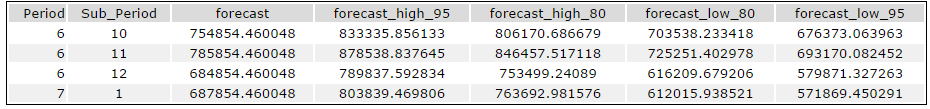 Period Sub_Period forecast forecast_high_95 forecast_high_80 forecast_low_80 forecast_low_95
6 10 754854.460048 833335.856133 806170.686679 703538.233418 676373.063963
6 11 785854.460048 878538.837645 846457.517118 725251.402978 693170.082452
6 12 684854.460048 789837.592834 753499.24089 616209.679206 579871.327263
7 1 687854.460048 803839.469806 763692.981576 612015.938521 571869.450291